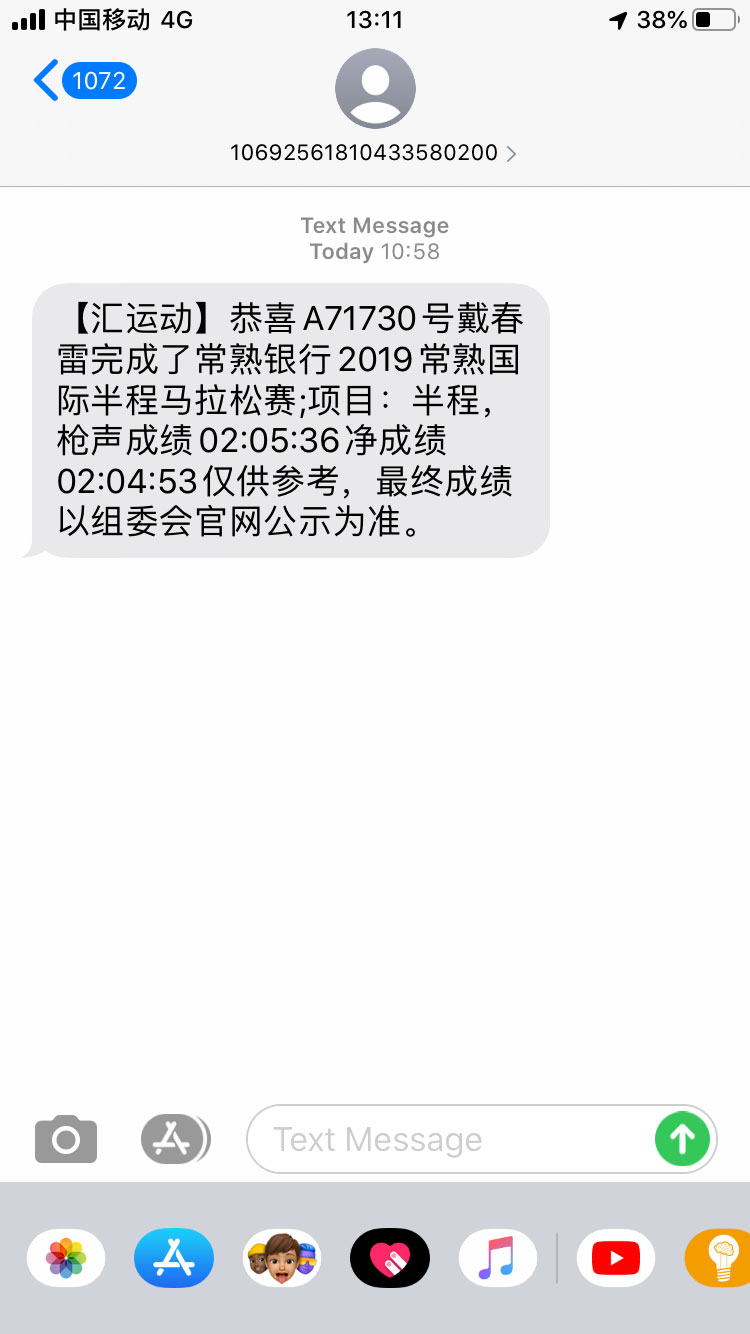 中国移动 4G 13:11 38%
1072
10692561810433580200
Text Message
Today 10:58
【汇运动】恭喜A71730号戴春
雷完成了常熟银行2019常熟国
际半程马拉松赛;项目：半程，
枪声成绩02:05:36净成绩
02:04:53仅供参考，最终成绩
以组委会官网公示为准。
Text Message